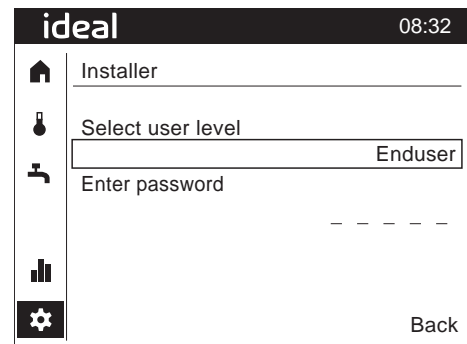 ideal 08:32
Installer
Select user level
Enduser
Enter password
_ _ _ _ _
Back